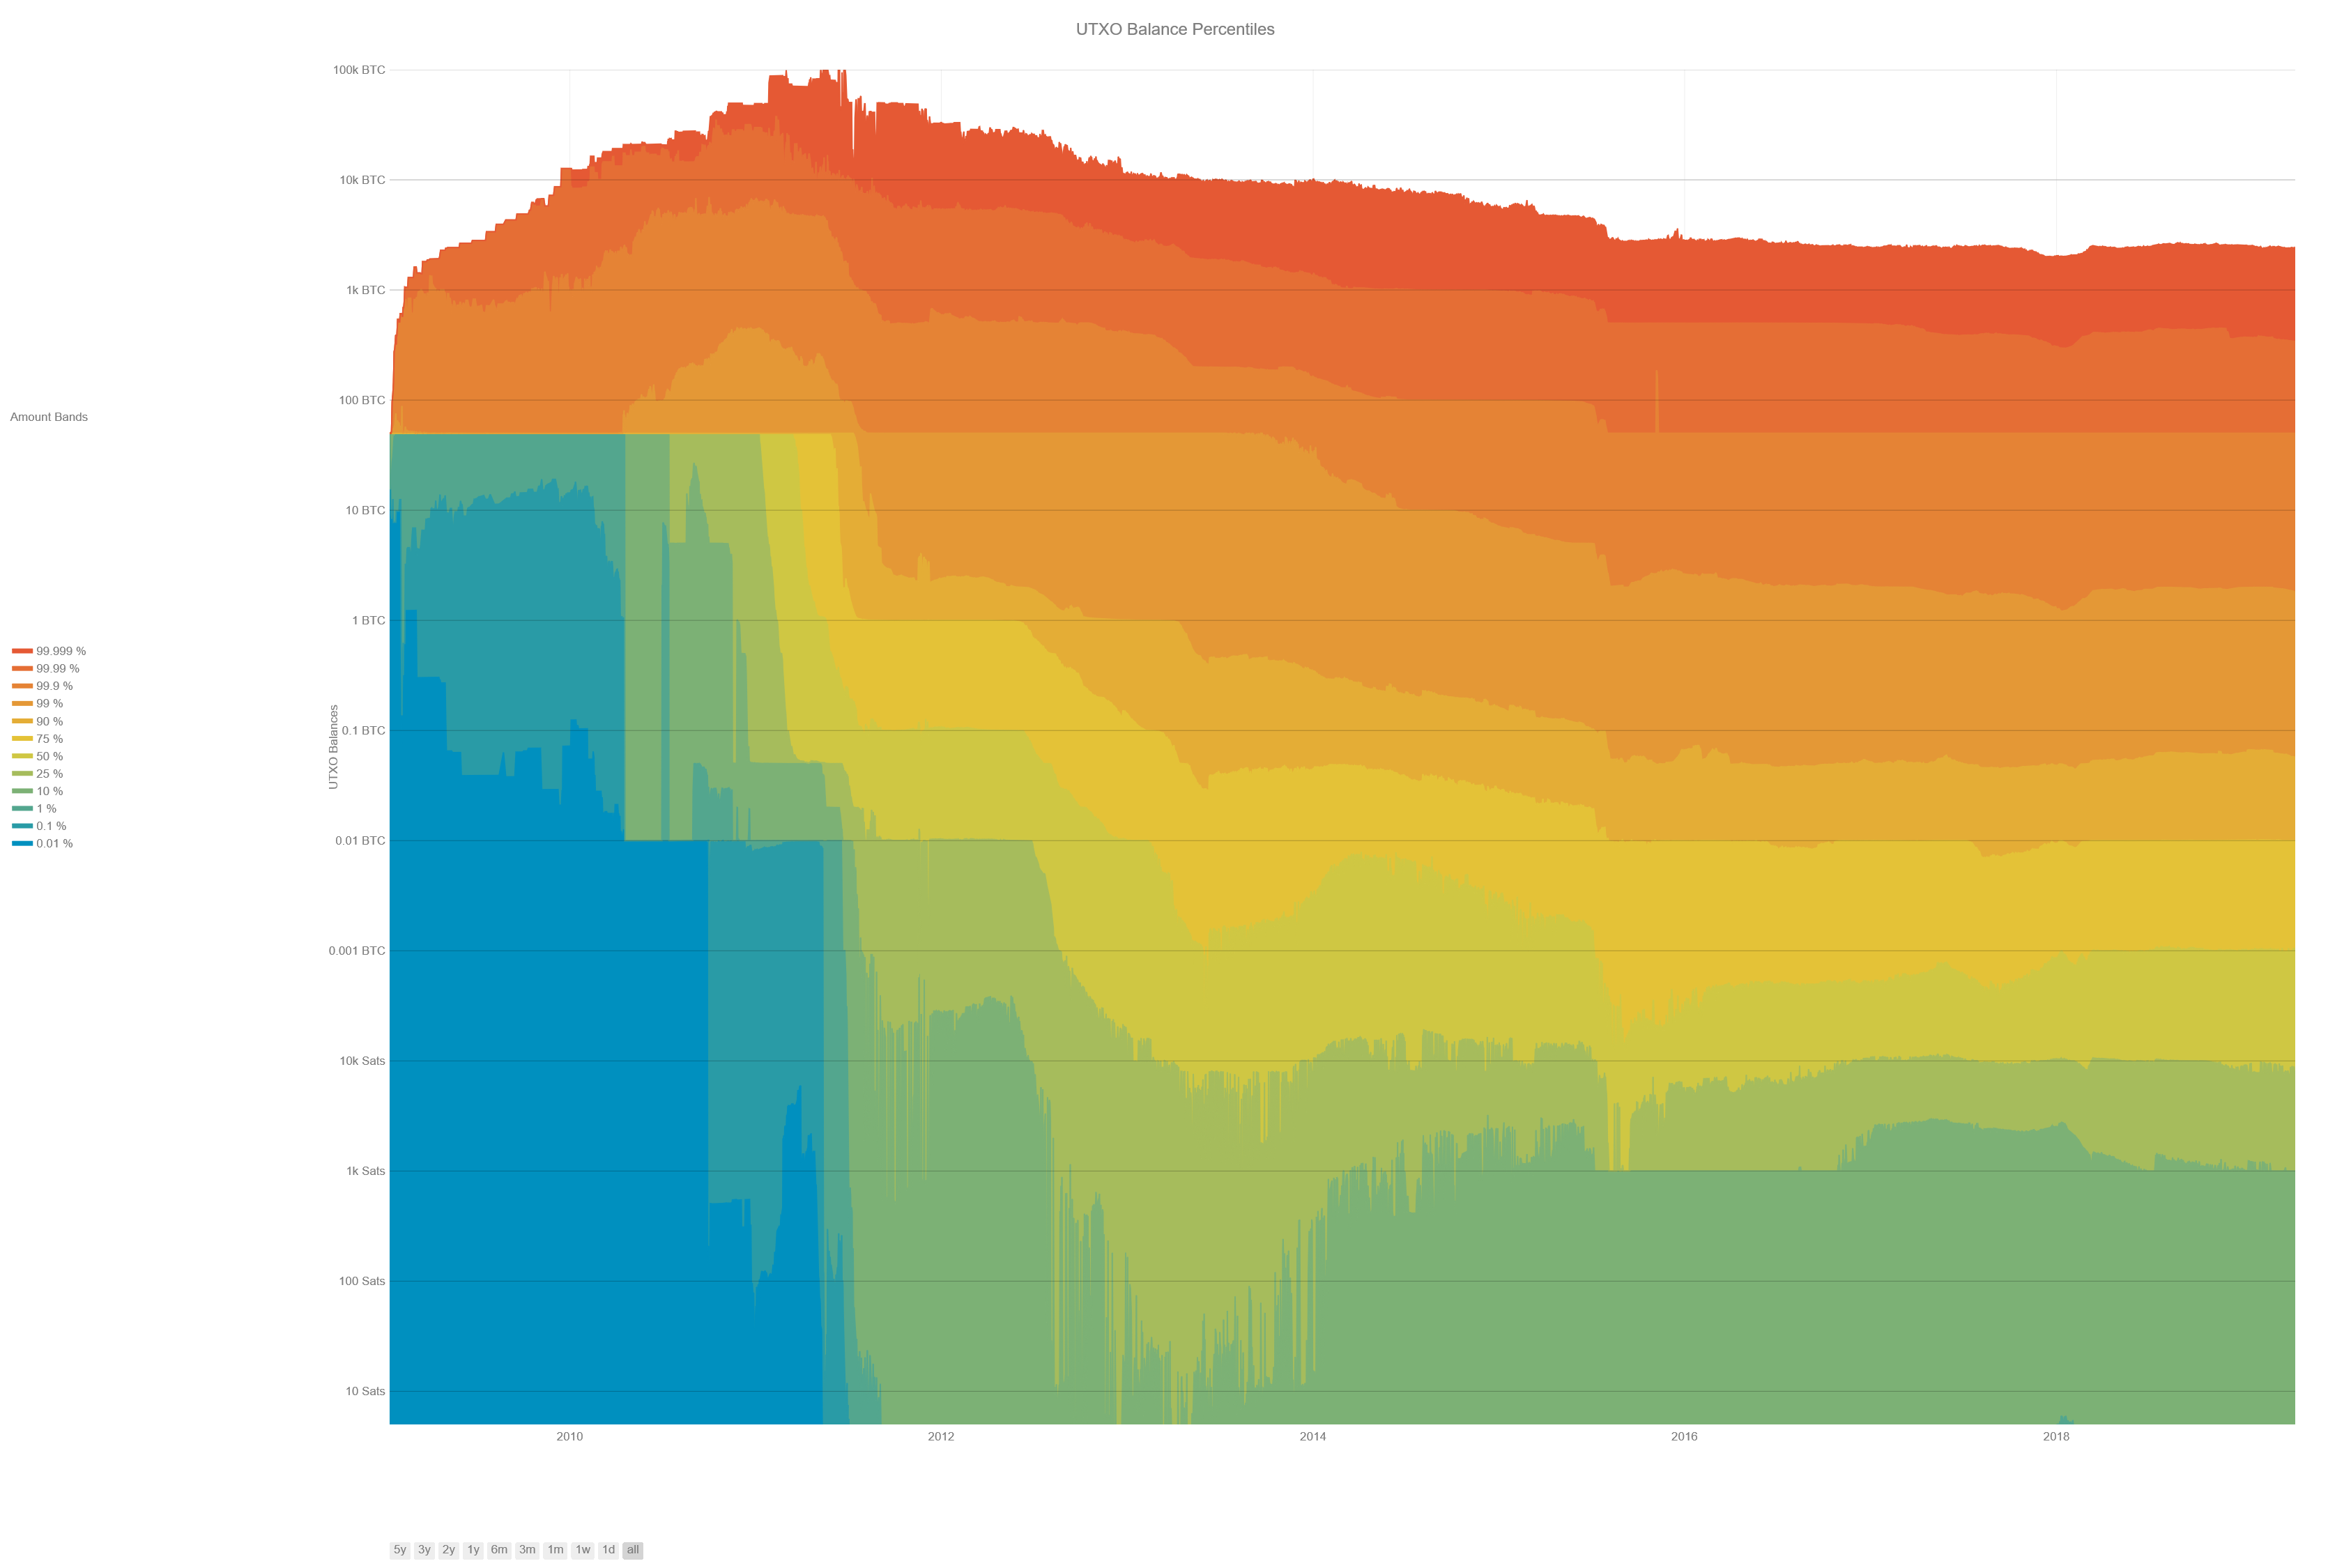 UTXO Balance Percentiles
Amount Bands
99.999 %
99.99 %
99.9 %
99 %
90 %
75 %
50 %
25 %
10 %
1 %
0.1 %
0.01 %
UTXO Balances
100k BTC
10k BTC
1k BTC
100 BTC
10 BTC
1 BTC
0.1 BTC
0.01 BTC
0.001 BTC
10k Sats
1k Sats
100 Sats
10 Sats
2010 2012 2014 2016 2018
5y 3y 2y 1y 6m 3m 1m 1w 1d all